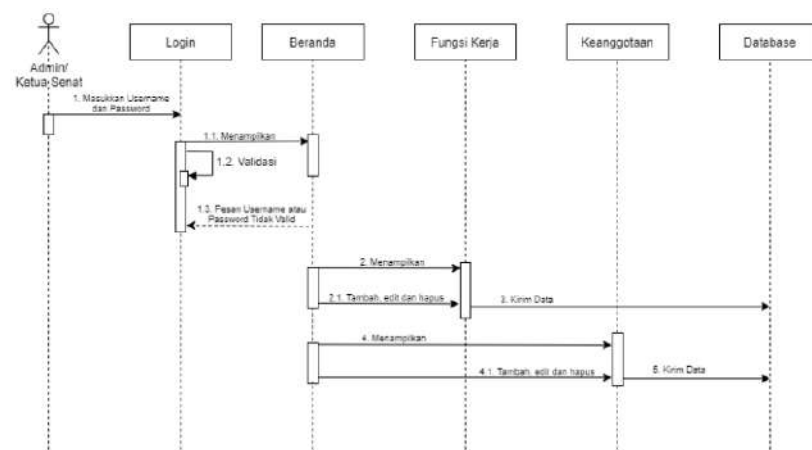 Login
Beranda
Fungsi Kerja
Keanggotaan
Database
Admin/
Ketua Senat
1. Masukkan Username
dan Password
1.1. Menampilkan
1.2. Validasi
1.3. Pesan Username atau
Password Tidak Valid
2. Menampilkan
2.1. Tambah, edit dan hapus
3. Kirim Data
4. Menampilkan
4.1. Tambah, edit dan hapus
5. Kirim Data